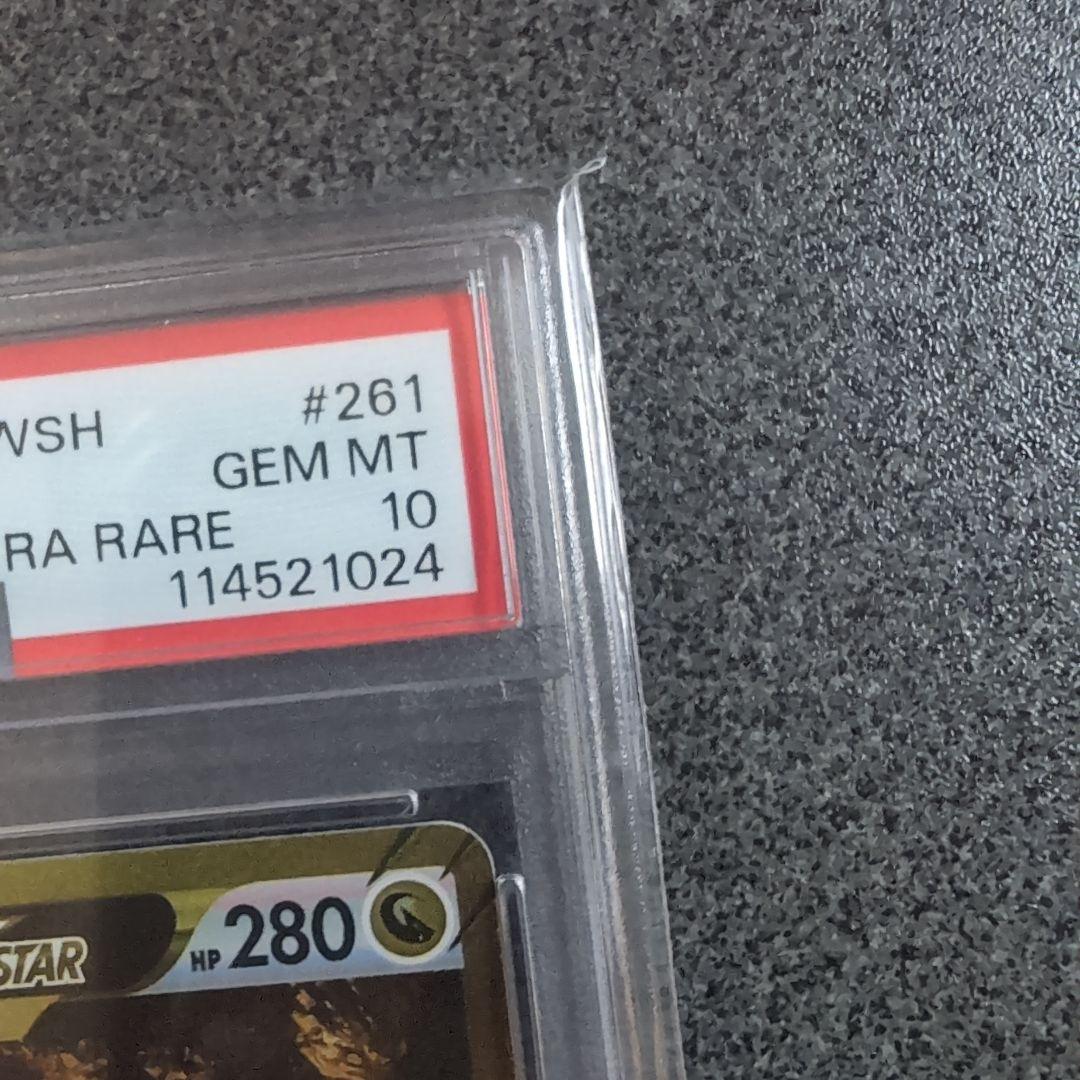 WSH #261
GEM MT
RA RARE 10
114521024
STAR HP 280